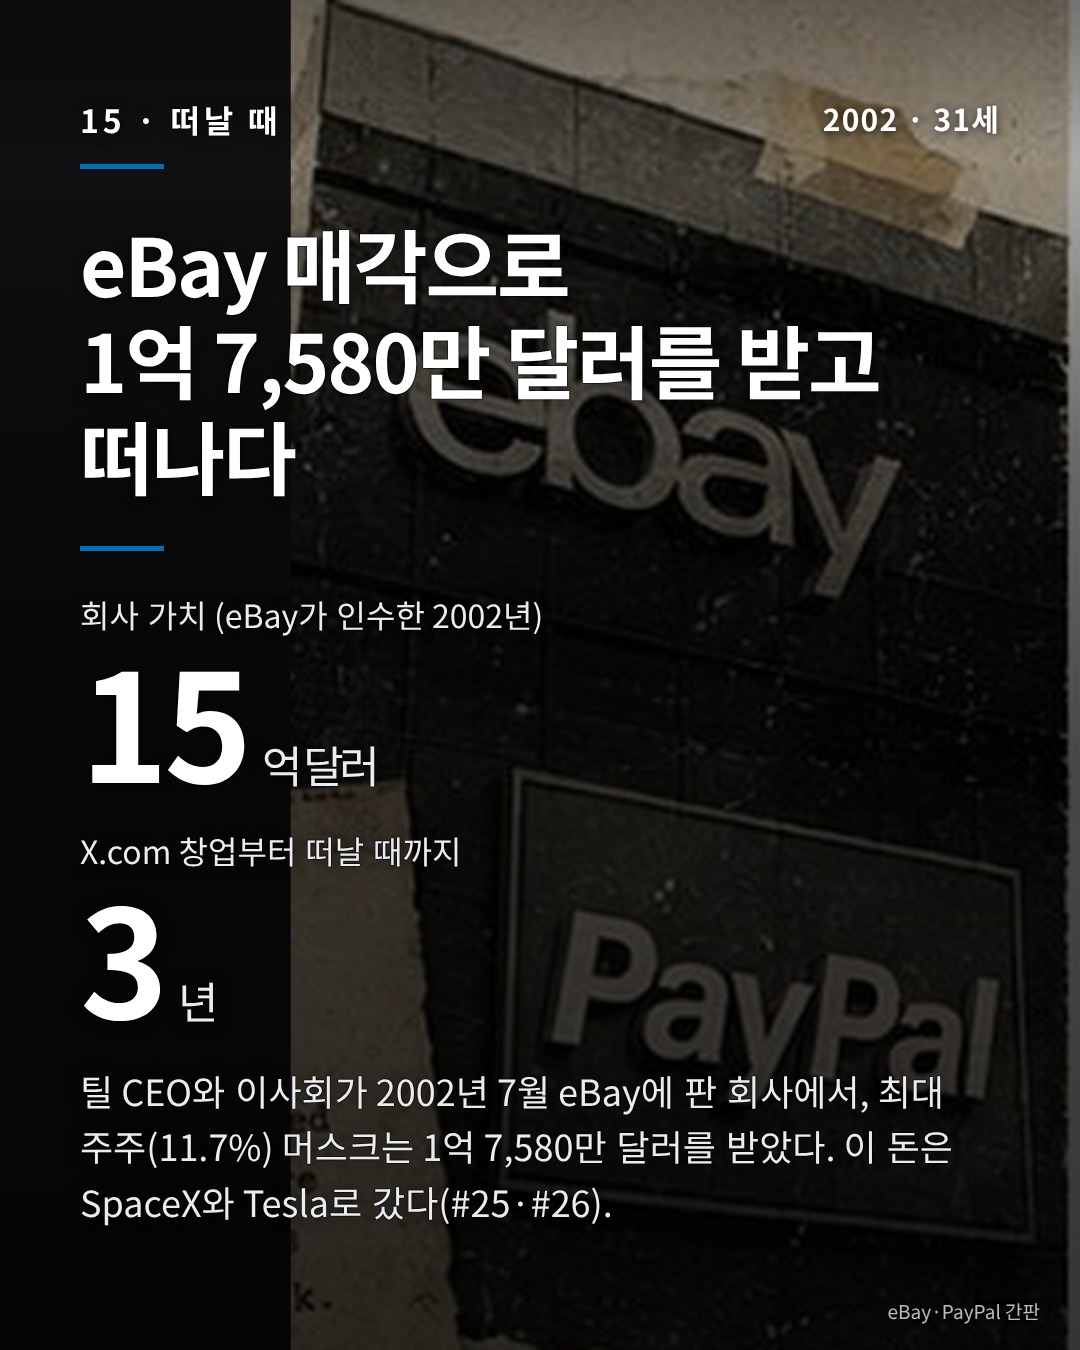 15 · 떠날 때
2002 · 31세
eBay 매각으로
1억 7,580만 달러를 받고
떠나다
ebay
회사 가치 (eBay가 인수한 2002년)
15 억달러
X.com 창업부터 떠날 때까지
3 년
PayPal
틸 CEO와 이사회가 2002년 7월 eBay에 판 회사에서, 최대
주주(11.7%) 머스크는 1억 7,580만 달러를 받았다. 이 돈은
SpaceX와 Tesla로 갔다(#25·#26).
k.
eBay·PayPal 간판